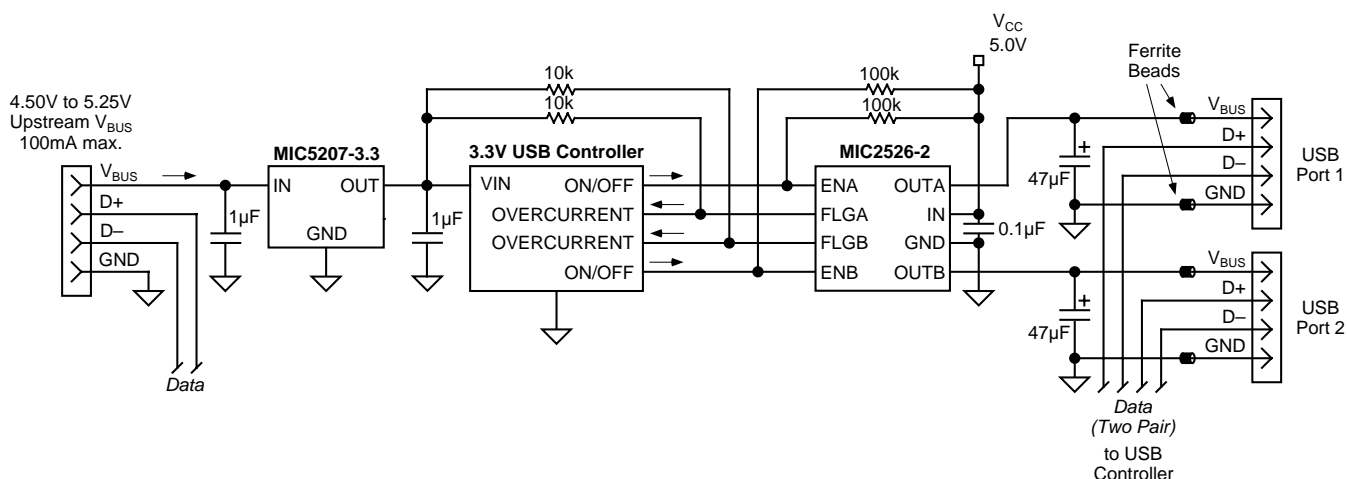 4.50V to 5.25V
Upstream VBUS
100mA max.
VBUS
D+
D–
GND
Data
1µF
MIC5207-3.3
IN
OUT
GND
1µF
10k
10k
3.3V USB Controller
VIN
ON/OFF
OVERCURRENT
OVERCURRENT
ON/OFF
100k
100k
MIC2526-2
ENA
OUTA
FLGA
IN
FLGB
GND
ENB
OUTB
VCC
5.0V
0.1µF
+
47µF
+
47µF
Ferrite
Beads
VBUS
D+
D–
GND
USB
Port 1
VBUS
D+
D–
GND
USB
Port 2
Data
(Two Pair)
to USB
Controller